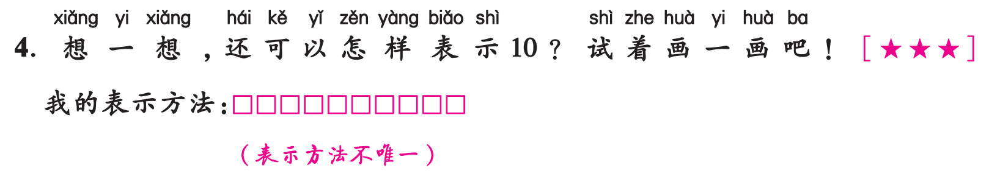 xiǎng yi xiǎng hái kě yǐ zěn yàng biǎo shì shì zhe huà yi huà ba
4. 想一想，还可以怎样表示10？试着画一画吧！［★★★］
我的表示方法：□□□□□□□□□□
（表示方法不唯一）